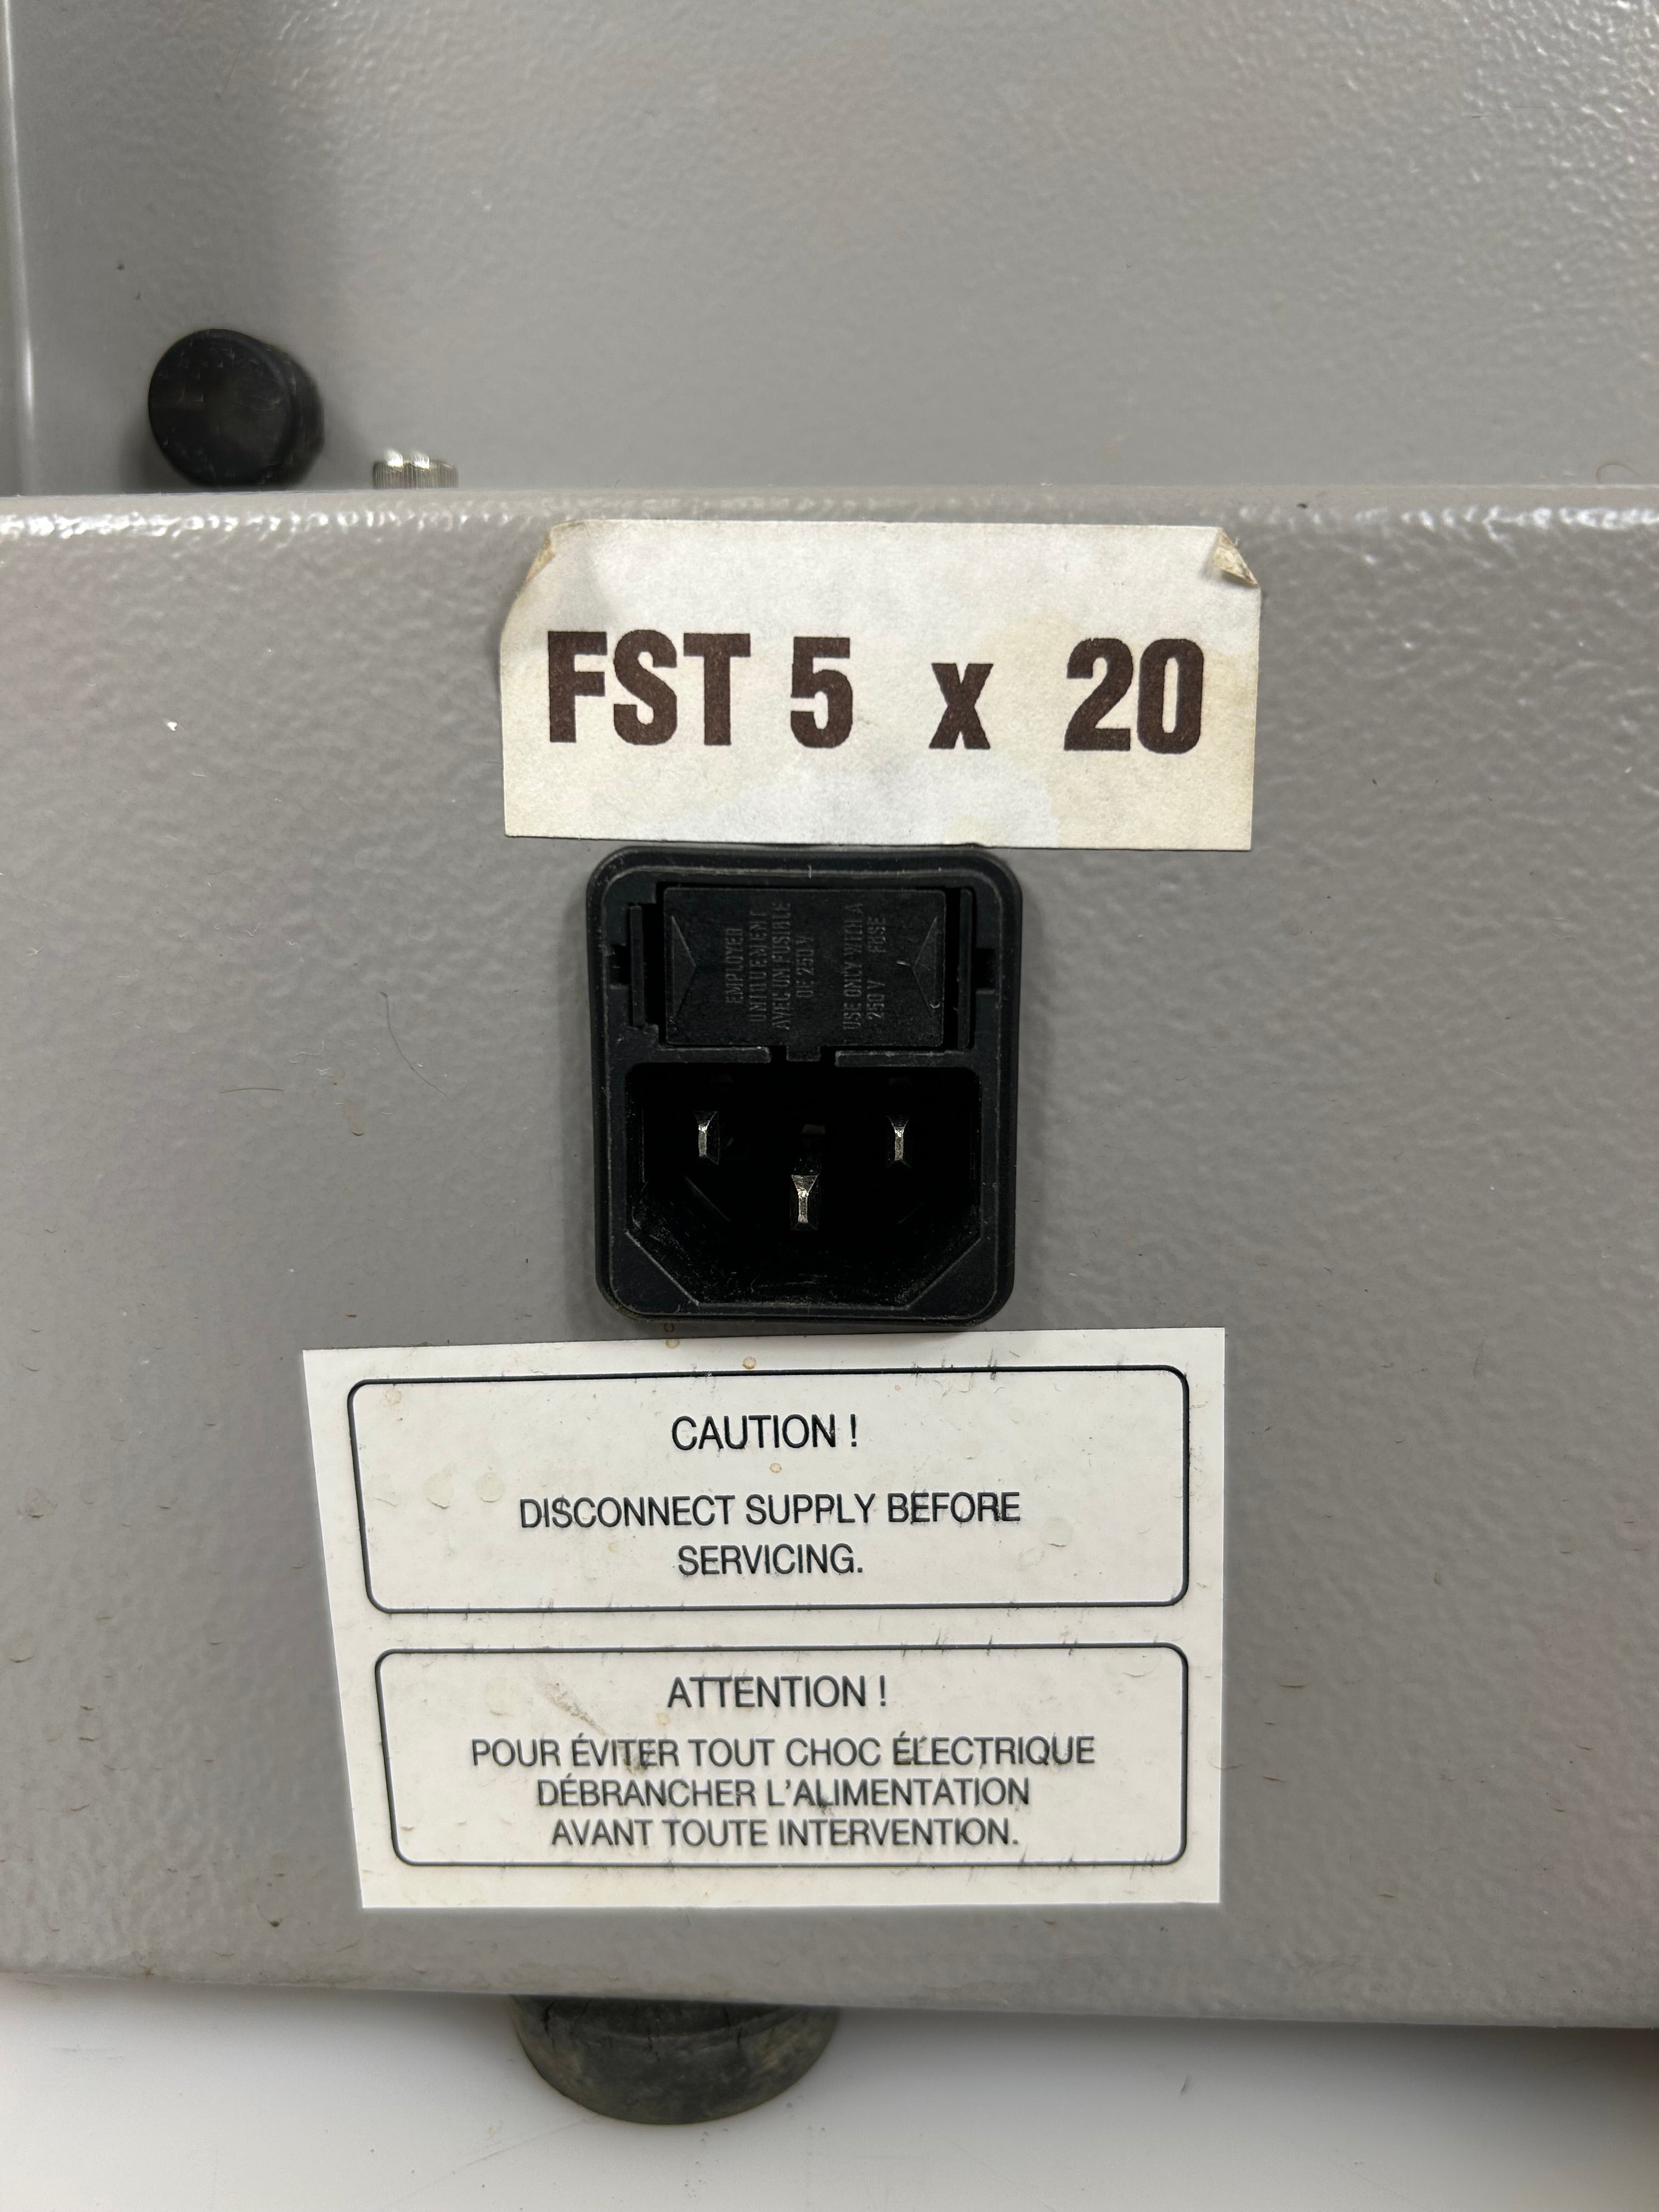 FST 5 x 20
EMPLOYER
UNIQUEMENT
AVEC UN FUSIBLE
DE 250 V
USE ONLY WITH A
250 V FUSE
CAUTION !
DISCONNECT SUPPLY BEFORE
SERVICING.
ATTENTION !
POUR ÉVITER TOUT CHOC ÉLECTRIQUE
DÉBRANCHER L'ALIMENTATION
AVANT TOUTE INTERVENTION.